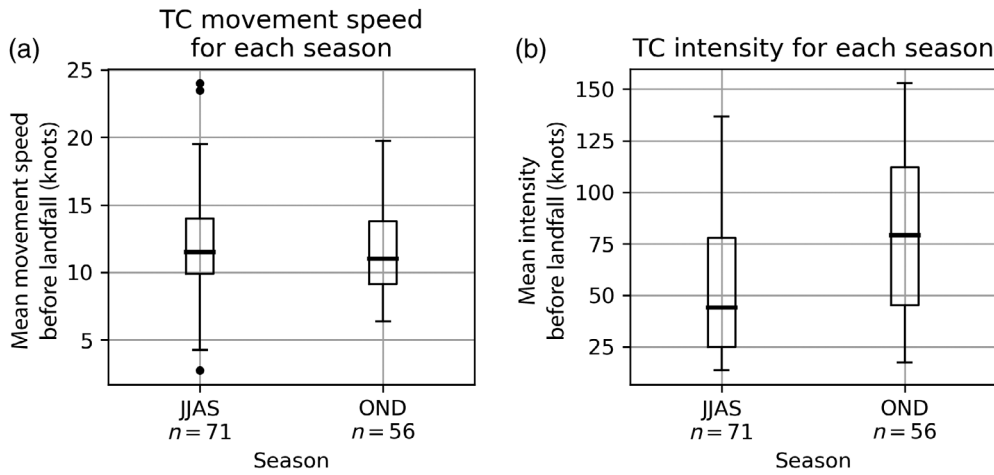 (a)
TC movement speed
for each season
Mean movement speed
before landfall (knots)
25
20
15
10
5
JJAS
n=71
OND
n=56
Season
(b)
TC intensity for each season
Mean intensity
before landfall (knots)
150
125
100
75
50
25
JJAS
n=71
OND
n=56
Season